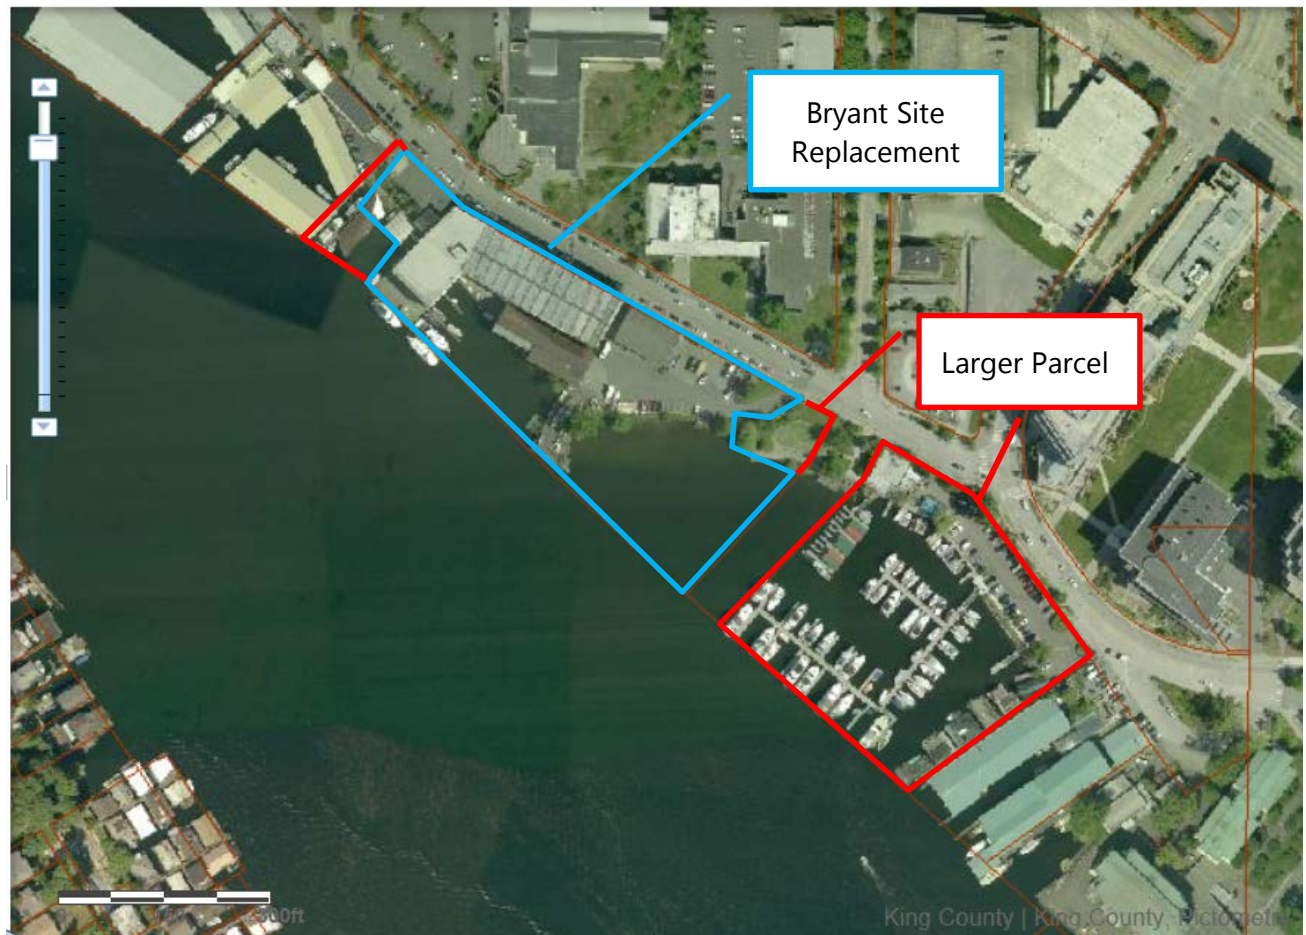 Bryant Site
Replacement
Larger Parcel
King County | King County, Pictometry